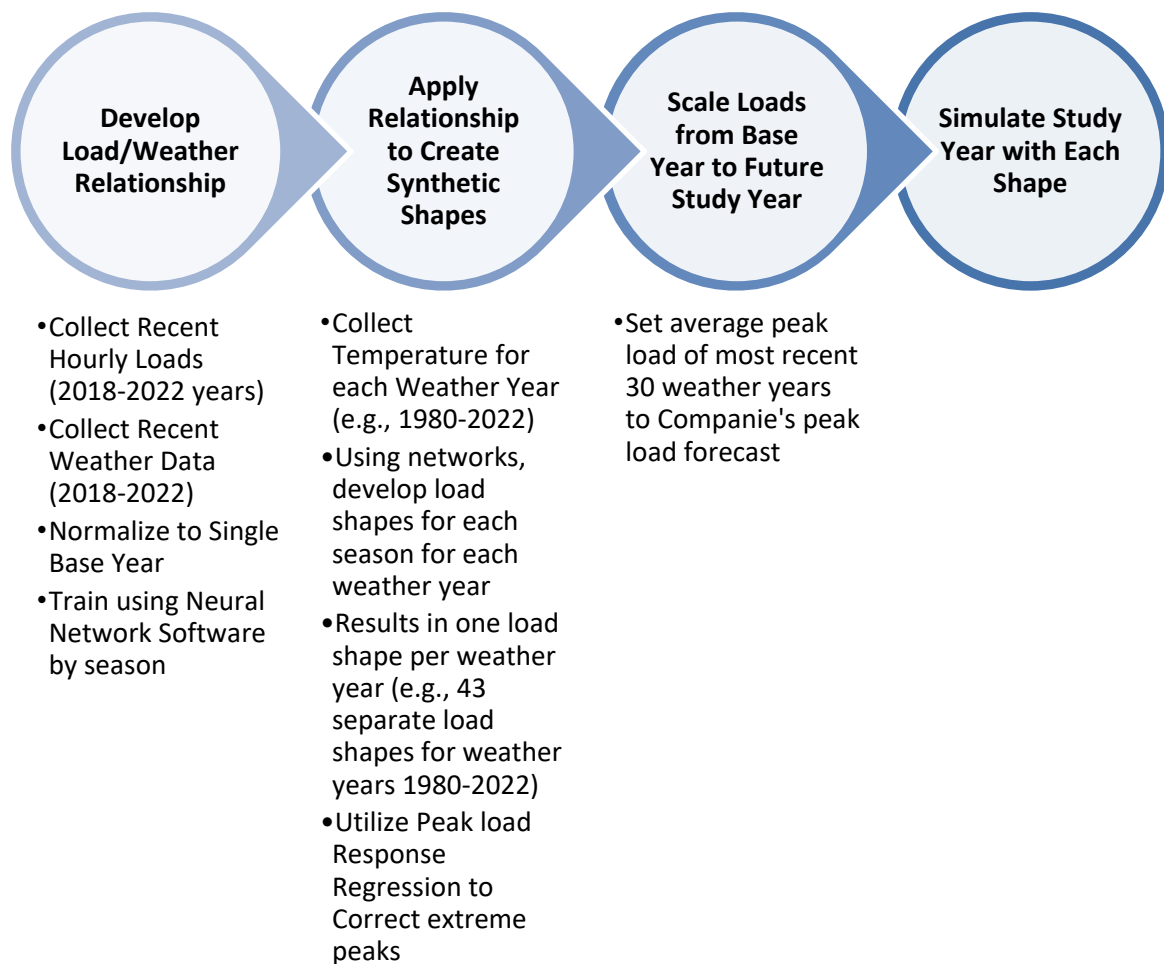 Develop
Load/Weather
Relationship
Apply
Relationship
to Create
Synthetic
Shapes
Scale Loads
from Base
Year to Future
Study Year
Simulate Study
Year with Each
Shape
•Collect Recent
Hourly Loads
(2018-2022 years)
•Collect Recent
Weather Data
(2018-2022)
•Normalize to Single
Base Year
•Train using Neural
Network Software
by season
•Collect
Temperature for
each Weather Year
(e.g., 1980-2022)
•Using networks,
develop load
shapes for each
season for each
weather year
•Results in one load
shape per weather
year (e.g., 43
separate load
shapes for weather
years 1980-2022)
•Utilize Peak load
Response
Regression to
Correct extreme
peaks
•Set average peak
load of most recent
30 weather years
to Companie's peak
load forecast